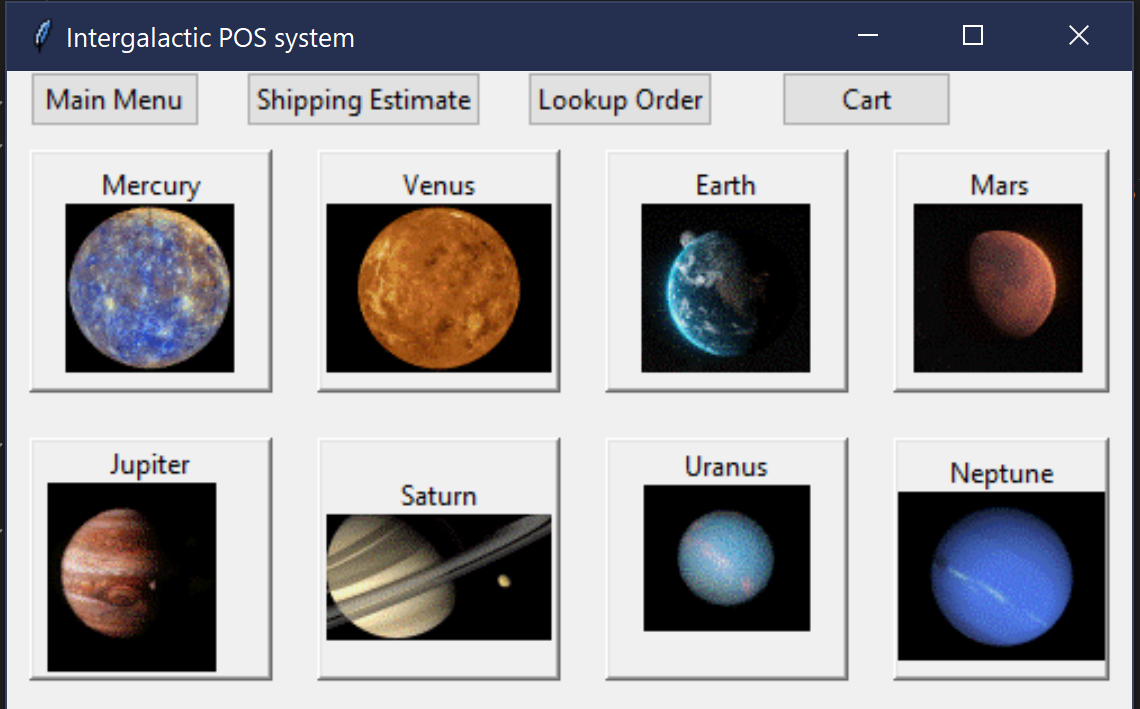 Intergalactic POS system
Main Menu Shipping Estimate Lookup Order Cart
Mercury Venus Earth Mars
Jupiter Saturn Uranus Neptune